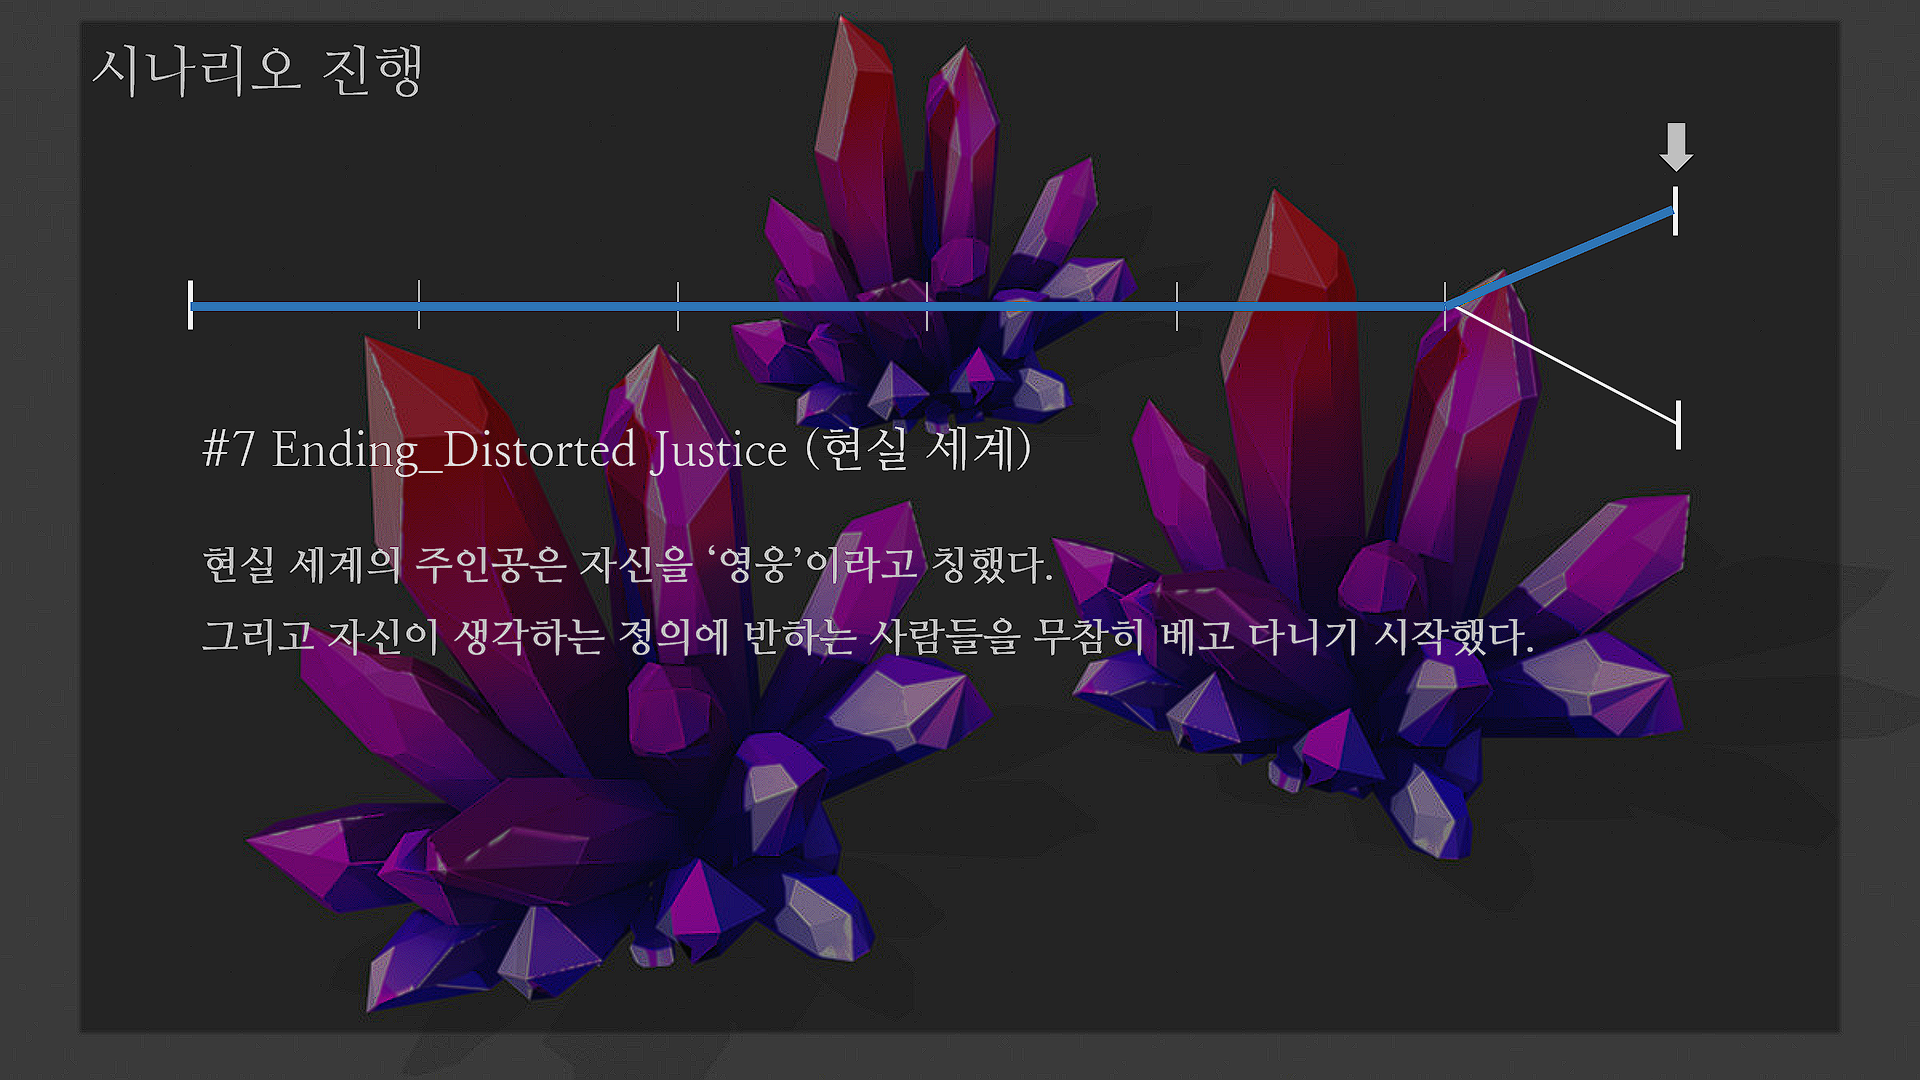 시나리오 진행
#7 Ending_Distorted Justice (현실 세계)
현실 세계의 주인공은 자신을 ‘영웅’이라고 칭했다.
그리고 자신이 생각하는 정의에 반하는 사람들을 무참히 베고 다니기 시작했다.